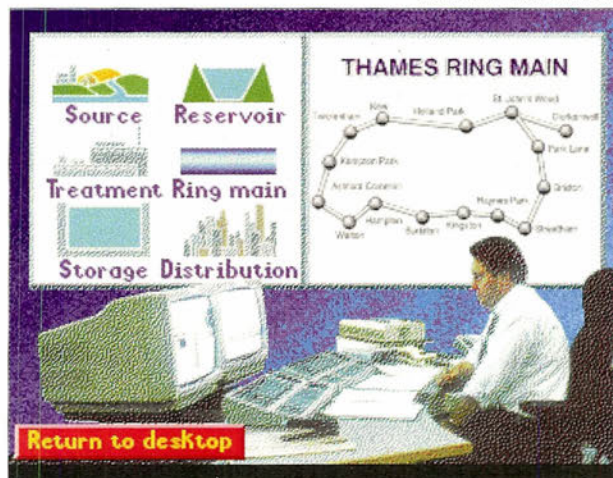 Source Reservoir
Treatment Ring main
Storage Distribution
THAMES RING MAIN
St John's Wood
Kew
Holland Park
Twickenham
Park Lane
Kempton Park
Ashford Common
Brixton
Raynes Park
Hampton
Surbiton
Kingston
Walton
Streatham
Return to desktop